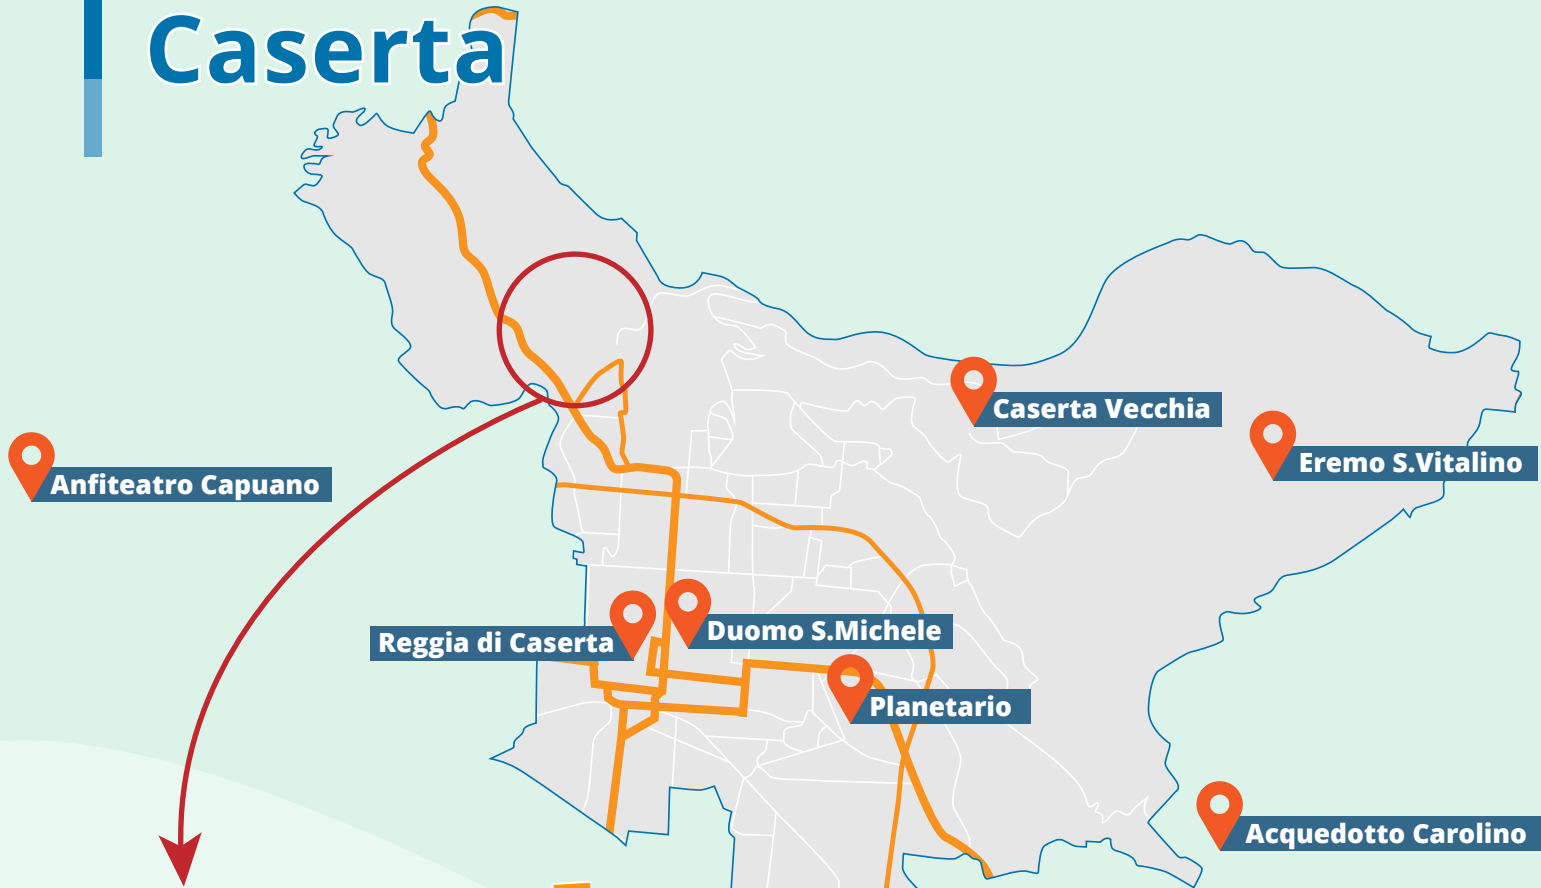 Caserta
Caserta Vecchia
Eremo S.Vitalino
Anfiteatro Capuano
Duomo S.Michele
Reggia di Caserta
Planetario
Acquedotto Carolino